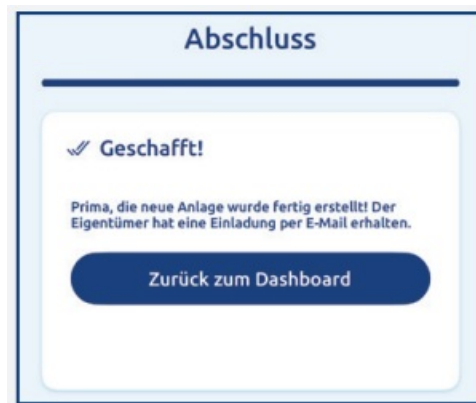 Abschluss
Geschafft!
Prima, die neue Anlage wurde fertig erstellt! Der
Eigentümer hat eine Einladung per E-Mail erhalten.
Zurück zum Dashboard